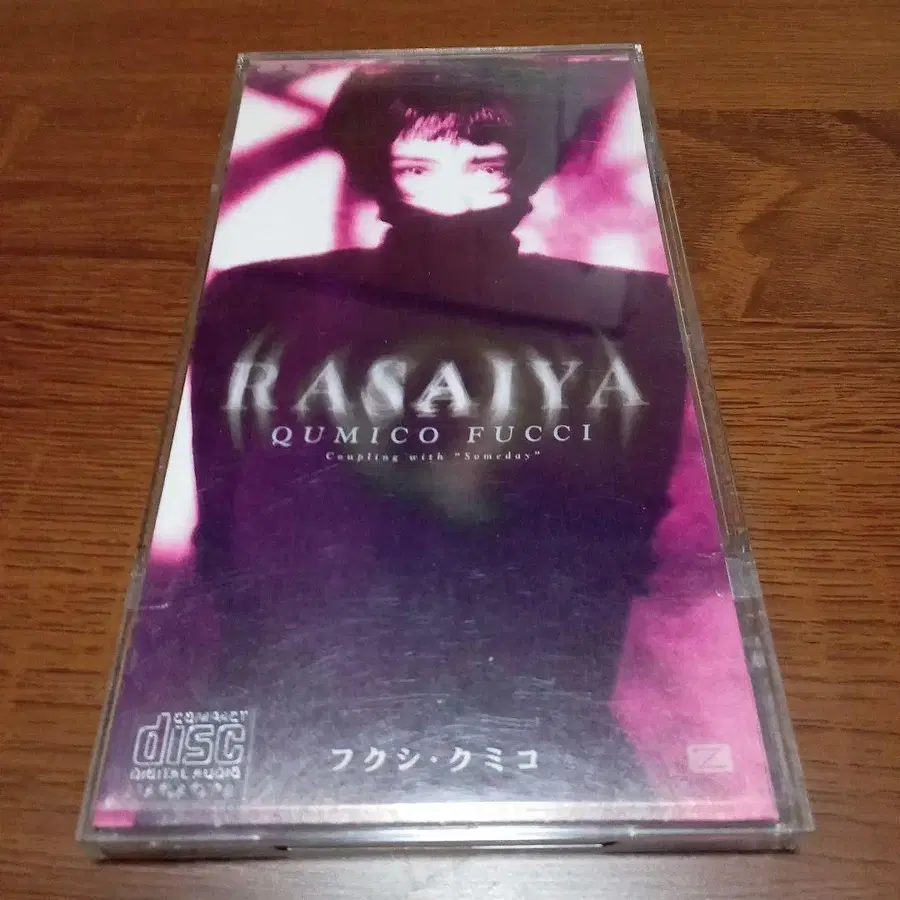 RASAIYA
QUMICO FUCCI
Coupling with "Someday"
COMPACT
disc
DIGITAL AUDIO
フクシ・クミコ
Z